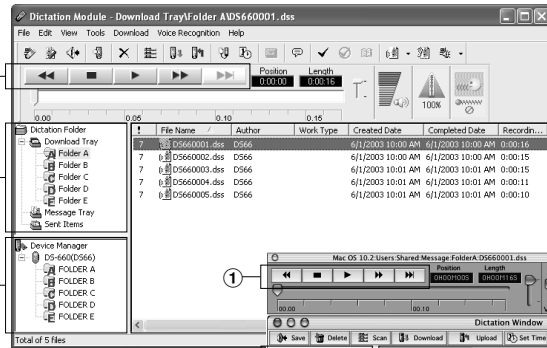 Dictation Module - Download Tray\Folder A\DS660001.dss
File Edit View Tools Download Voice Recognition Help
Position Length
0:00:00 0:00:16
100%
0.00 0.05 0.10 0.15
Dictation Folder
Download Tray
Folder A
Folder B
Folder C
Folder D
Folder E
Message Tray
Sent Items
! File Name / Author Work Type Created Date Completed Date Recordin...
7 DS660001.dss DS66 6/1/2003 10:00 AM 6/1/2003 10:00 AM 0:00:16
7 DS660002.dss DS66 6/1/2003 10:00 AM 6/1/2003 10:00 AM 0:00:15
7 DS660003.dss DS66 6/1/2003 10:01 AM 6/1/2003 10:01 AM 0:00:15
7 DS660004.dss DS66 6/1/2003 10:01 AM 6/1/2003 10:01 AM 0:00:11
7 DS660005.dss DS66 6/1/2003 10:01 AM 6/1/2003 10:01 AM 0:00:10
Device Manager
DS-660(DS66)
FOLDER A
FOLDER B
FOLDER C
FOLDER D
FOLDER E
Total of 5 files
1
Mac OS 10.2:Users:Shared:Message:FolderA:DS660001.dss
Position Length
0H00M00S 0H00M16S
00.00 00.10
Dictation Window
Save Delete Scan Download Upload Set Time